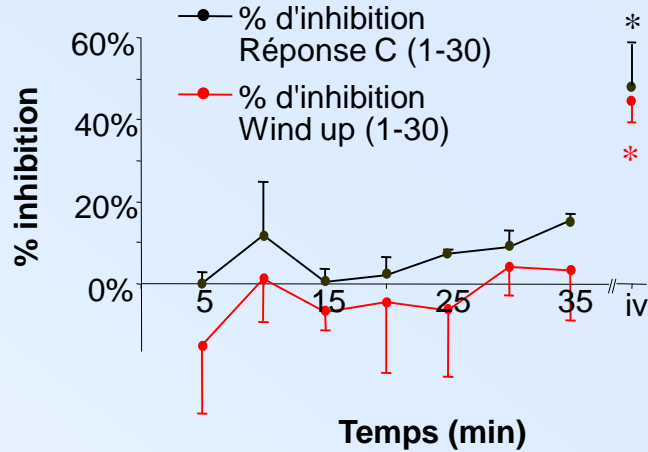 % d'inhibition
Réponse C (1-30)
% d'inhibition
Wind up (1-30)
% inhibition
60%
40%
20%
0%
5 15 25 35 // iv
*
*
Temps (min)